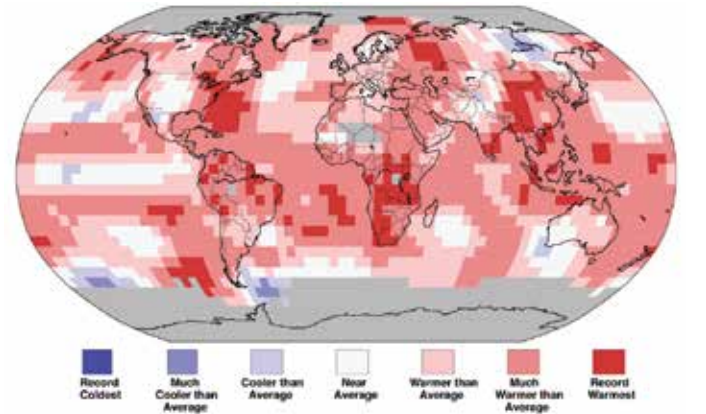 Record
Coldest
Much
Cooler than
Average
Cooler than
Average
Near
Average
Warmer than
Average
Much
Warmer than
Average
Record
Warmest